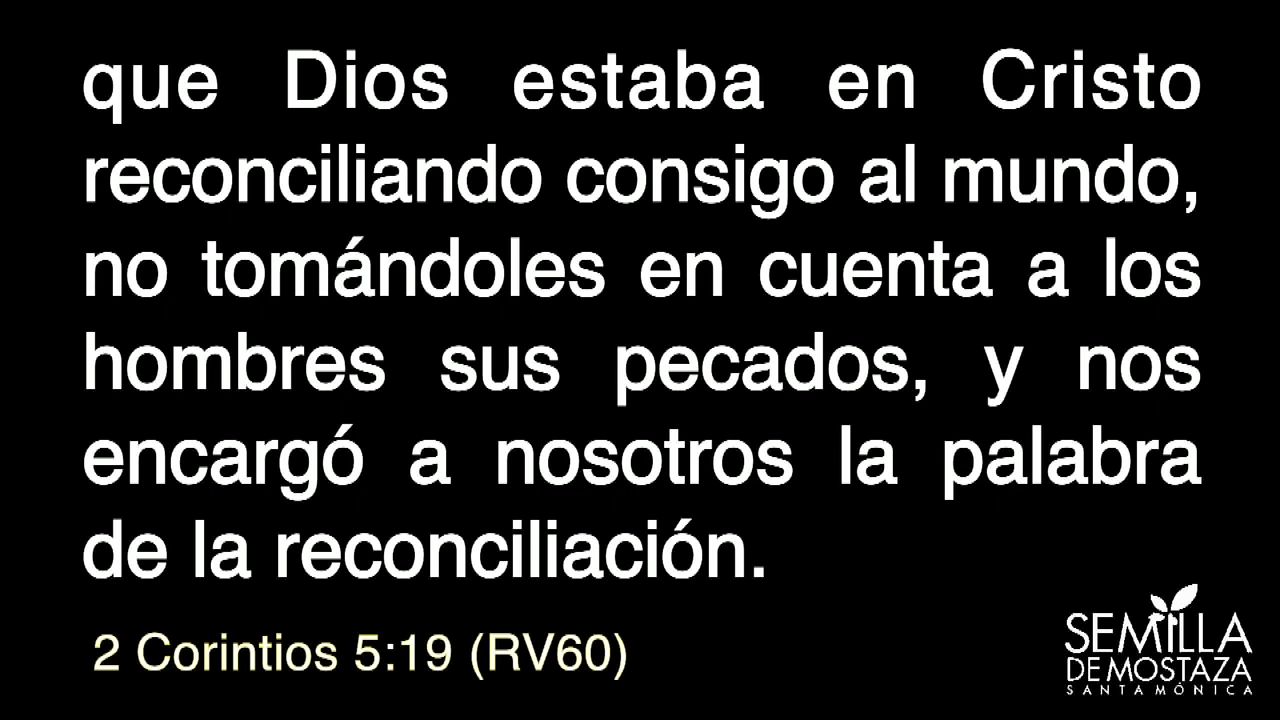 que Dios estaba en Cristo
reconciliando consigo al mundo,
no tomándoles en cuenta a los
hombres sus pecados, y nos
encargó a nosotros la palabra
de la reconciliación.
2 Corintios 5:19 (RV60)
SEMILLA
DE MOSTAZA
SANTA MÓNICA